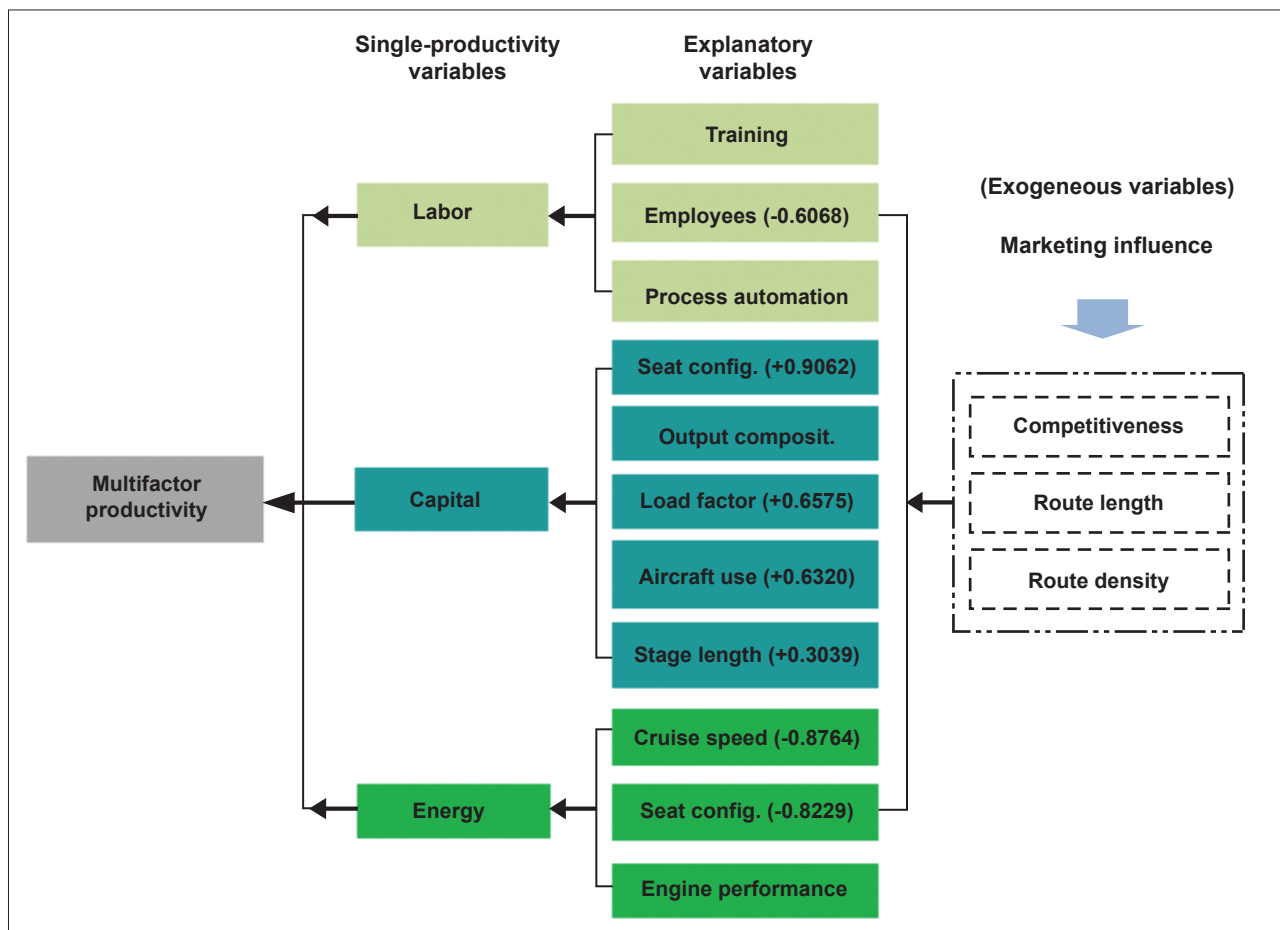 Single-productivity
variables
Explanatory
variables
Training
(Exogeneous variables)
Labor
Employees (-0.6068)
Marketing influence
Process automation
Seat config. (+0.9062)
Competitiveness
Output composit.
Multifactor
productivity
Capital
Load factor (+0.6575)
Route length
Aircraft use (+0.6320)
Route density
Stage length (+0.3039)
Cruise speed (-0.8764)
Energy
Seat config. (-0.8229)
Engine performance